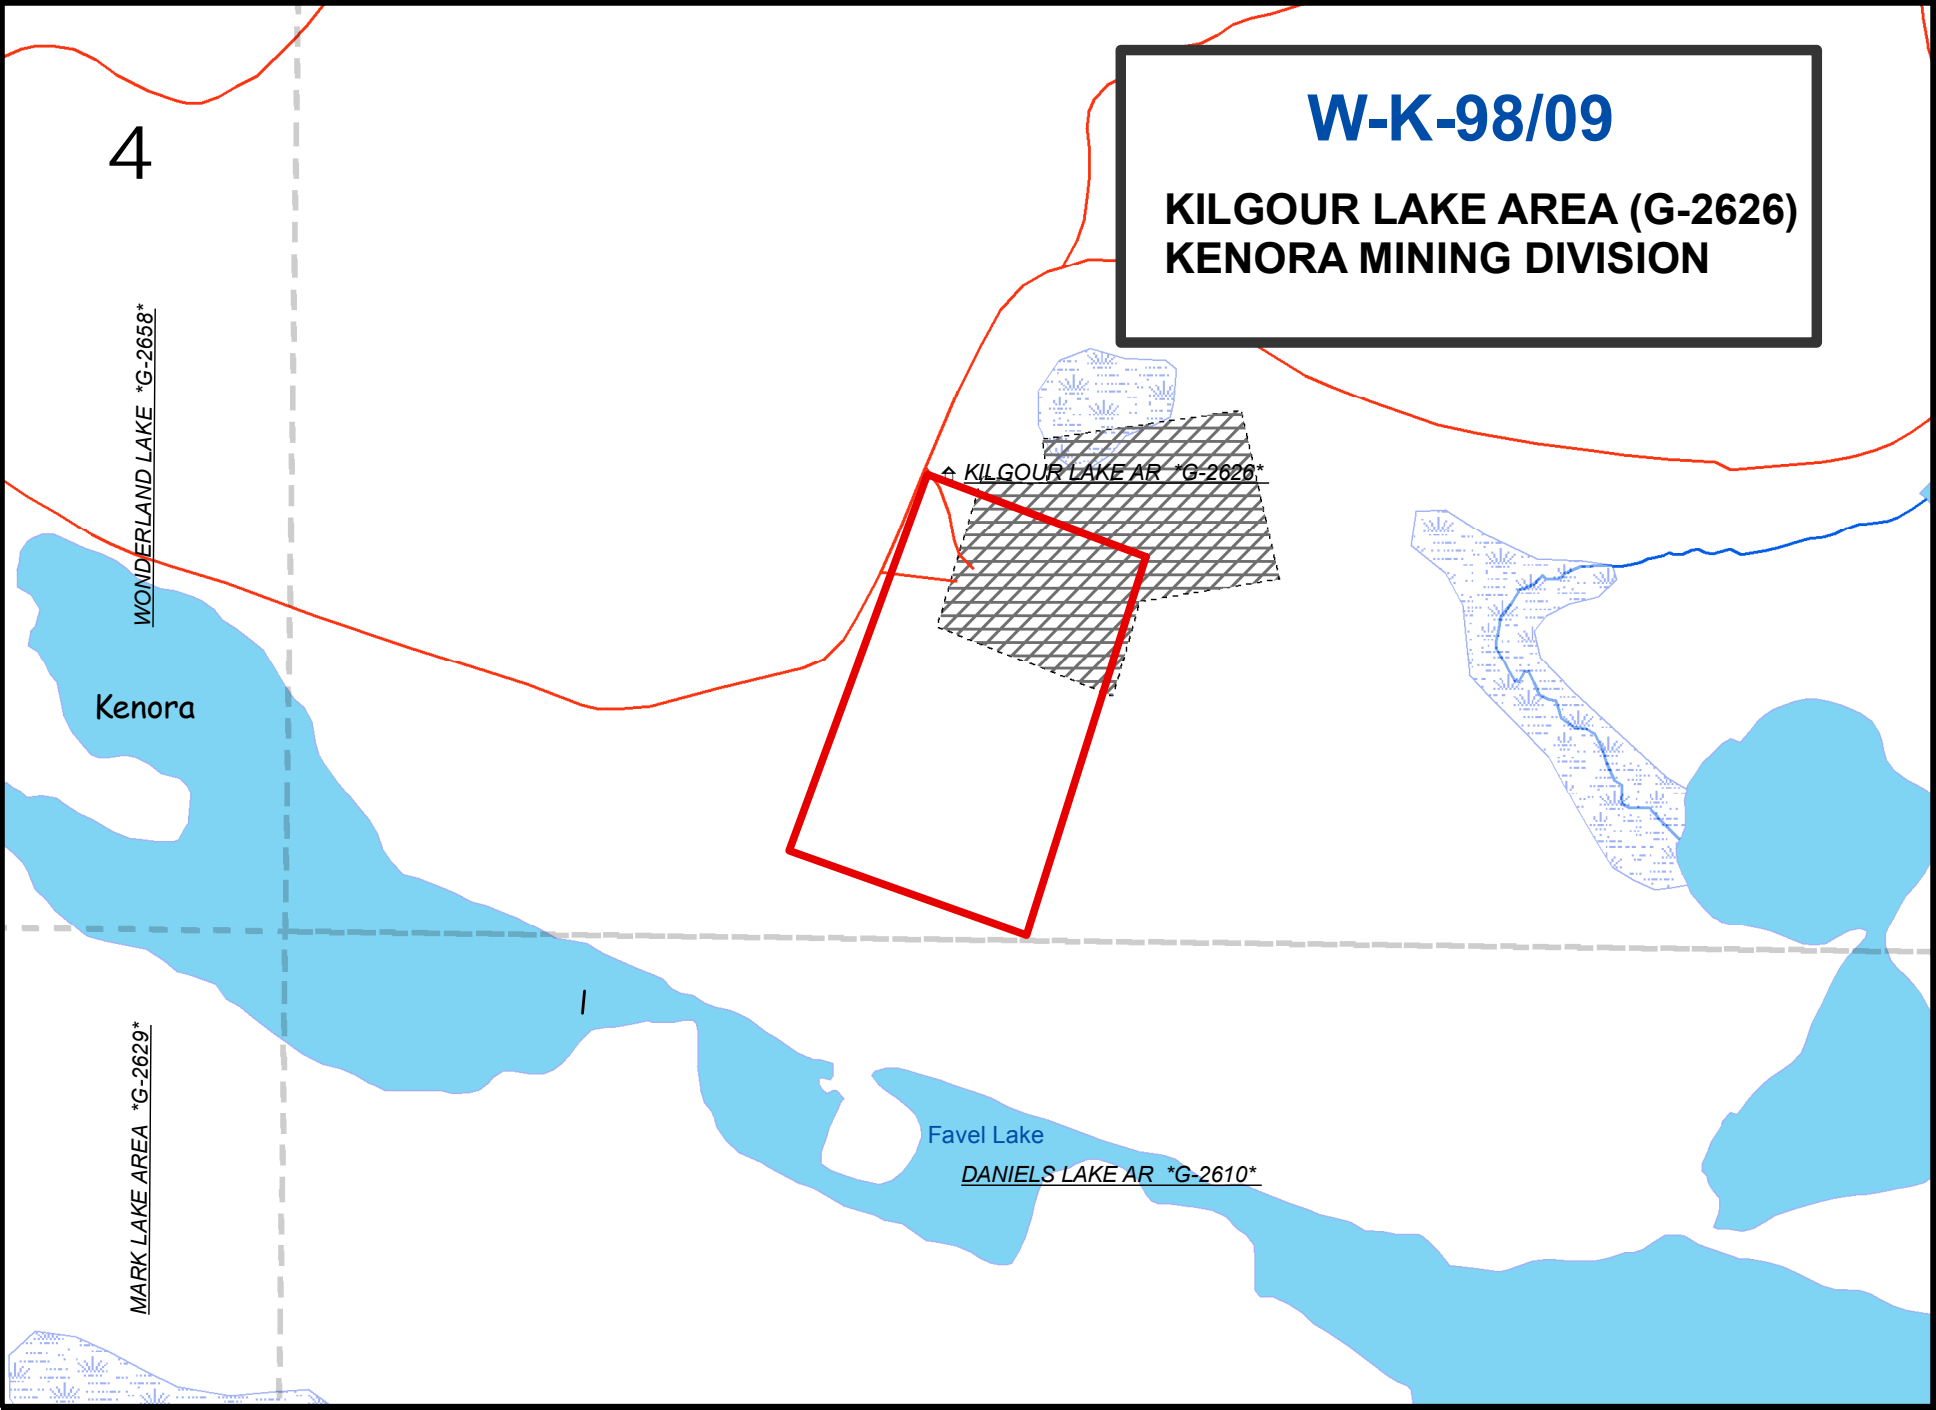 W-K-98/09
KILGOUR LAKE AREA (G-2626)
KENORA MINING DIVISION
4
WONDERLAND LAKE *G-2658*
KILGOUR LAKE AR *G-2626*
Kenora
I
MARK LAKE AREA *G-2629*
Favel Lake
DANIELS LAKE AR *G-2610*